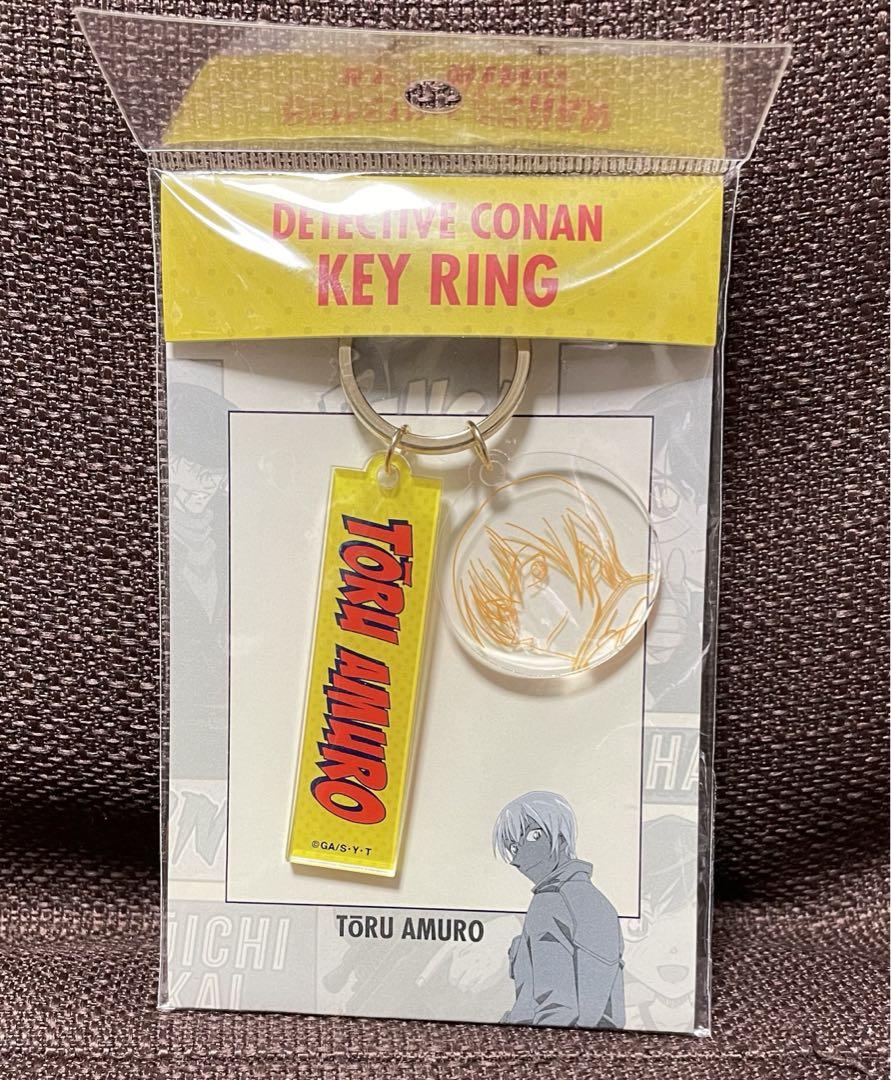 DETECTIVE CONAN
KEY RING
TŌRU AMURO
©GA/S・Y・T
TōRU AMURO